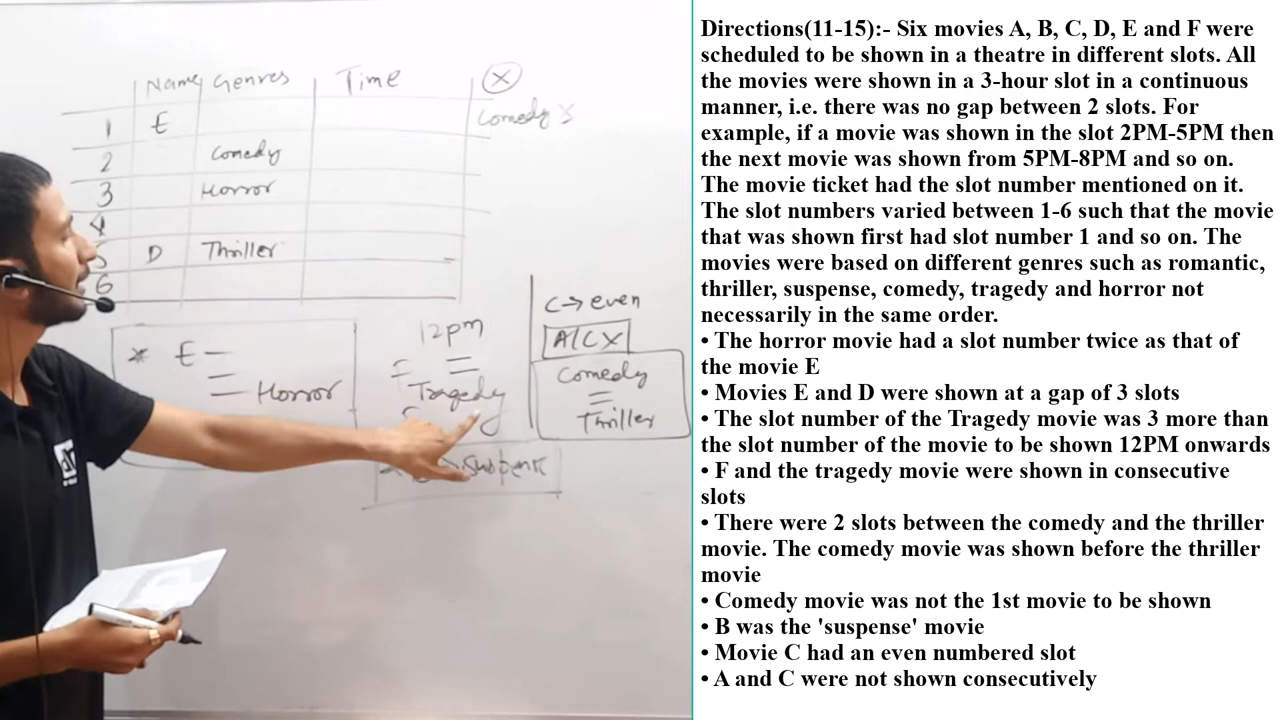 Name Genres Time X
Comedy x
1 E
2 Comedy
3 Horror
4
5 D Thriller
6
* E
Horror
12pm
Tragedy
suspense
C → even
A/C X
Comedy
Thriller
Directions(11-15):- Six movies A, B, C, D, E and F were
scheduled to be shown in a theatre in different slots. All
the movies were shown in a 3-hour slot in a continuous
manner, i.e. there was no gap between 2 slots. For
example, if a movie was shown in the slot 2PM-5PM then
the next movie was shown from 5PM-8PM and so on.
The movie ticket had the slot number mentioned on it.
The slot numbers varied between 1-6 such that the movie
that was shown first had slot number 1 and so on. The
movies were based on different genres such as romantic,
thriller, suspense, comedy, tragedy and horror not
necessarily in the same order.
• The horror movie had a slot number twice as that of
the movie E
• Movies E and D were shown at a gap of 3 slots
• The slot number of the Tragedy movie was 3 more than
the slot number of the movie to be shown 12PM onwards
• F and the tragedy movie were shown in consecutive
slots
• There were 2 slots between the comedy and the thriller
movie. The comedy movie was shown before the thriller
movie
• Comedy movie was not the 1st movie to be shown
• B was the 'suspense' movie
• Movie C had an even numbered slot
• A and C were not shown consecutively